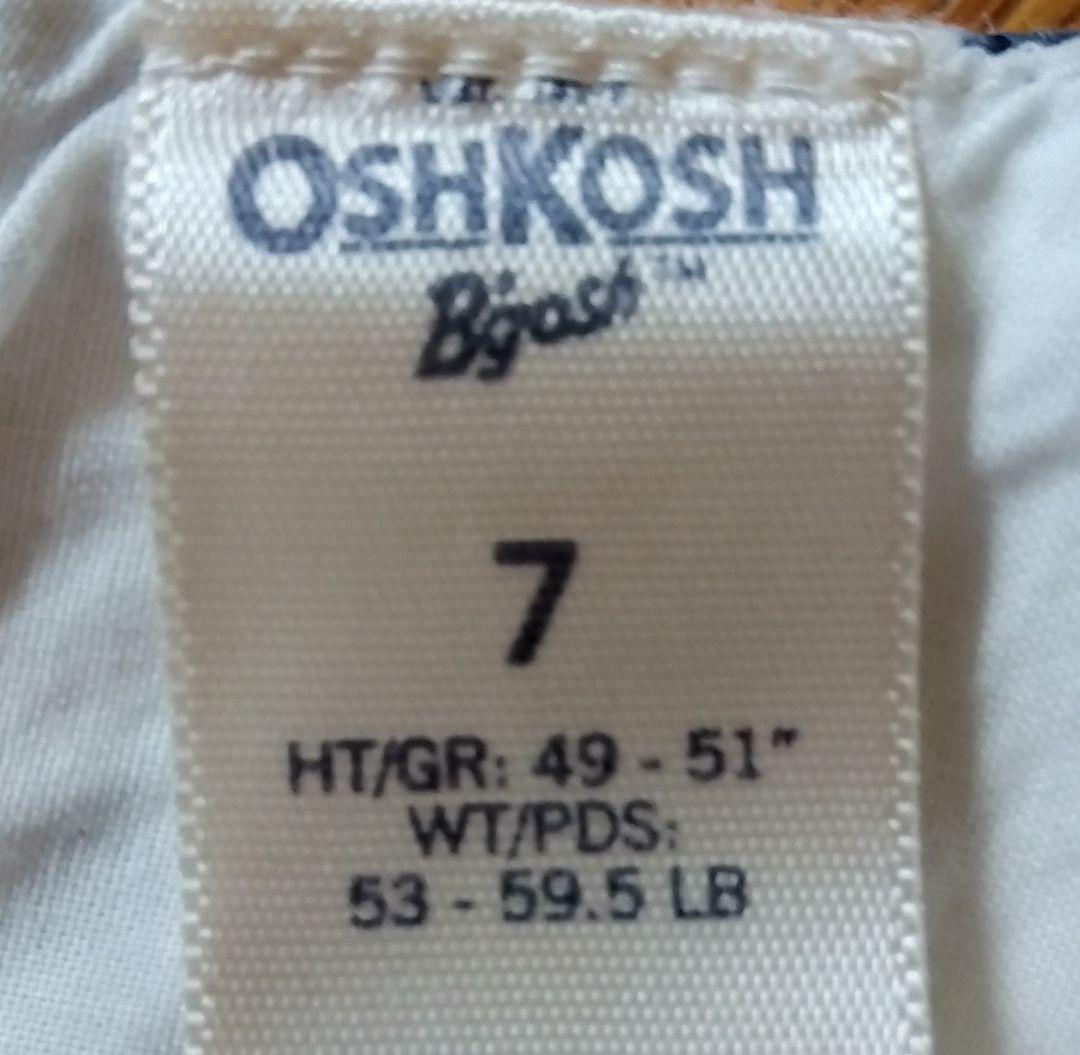 OSHKOSH
B'gosh™
7
HT/GR: 49 - 51"
WT/PDS:
53 - 59.5 LB